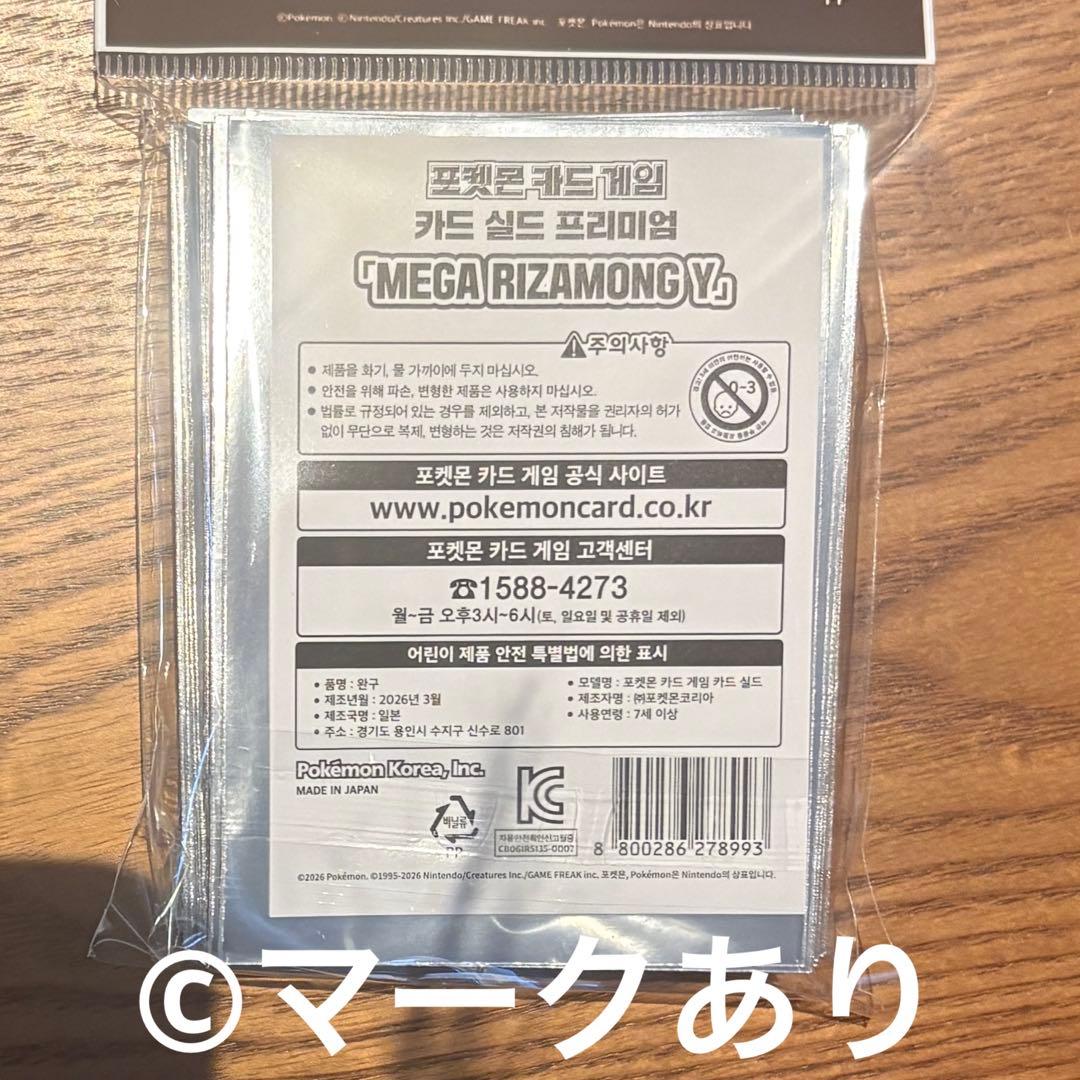 ©Pokémon. ©Nintendo/Creatures Inc./GAME FREAK inc. 포켓몬, Pokémon은 Nintendo의 상표입니다.
포켓몬 카드 게임
카드 실드 프리미엄
「MEGA RIZAMONG Y」
주의사항
• 제품을 화기, 물 가까이에 두지 마십시오.
• 안전을 위해 파손, 변형한 제품은 사용하지 마십시오.
• 법률로 규정되어 있는 경우를 제외하고, 본 저작물을 권리자의 허가
없이 무단으로 복제, 변형하는 것은 저작권의 침해가 됩니다.
0-3
포켓몬 카드 게임 공식 사이트
www.pokemoncard.co.kr
포켓몬 카드 게임 고객센터
☎1588-4273
월~금 오후3시~6시(토, 일요일 및 공휴일 제외)
어린이 제품 안전 특별법에 의한 표시
• 품명 : 완구
• 제조년월 : 2026년 3월
• 제조국명 : 일본
• 주소 : 경기도 용인시 수지구 신수로 801
• 모델명 : 포켓몬 카드 게임 카드 실드
• 제조자명 : ㈜포켓몬코리아
• 사용연령 : 7세 이상
Pokémon Korea, Inc.
MADE IN JAPAN
비닐류
PP
KC
자율안전확인신고필증
CB061R5135-0007
8 800286 278993
©2026 Pokémon. ©1995-2026 Nintendo/Creatures Inc./GAME FREAK inc. 포켓몬, Pokémon은 Nintendo의 상표입니다.
©マークあり